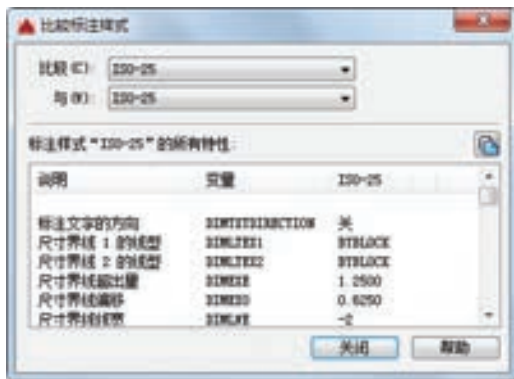 比较标注样式
比较(C): ISO-25
与(W): ISO-25
标注样式“ISO-25”的所有特性:
说明 变量 ISO-25
标注文字的方向 DIMTXTDIRECTION 关
尺寸界线 1 的线型 DIMLTEX1 BYBLOCK
尺寸界线 2 的线型 DIMLTEX2 BYBLOCK
尺寸界线超出量 DIMEXE 1.2500
尺寸界线偏移 DIMEXO 0.6250
尺寸界线线宽 DIMLWE -2
关闭 帮助